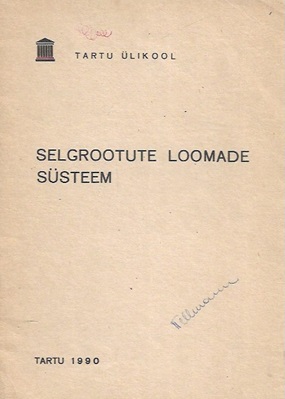 TARTU ÜLIKOOL
SELGROOTUTE LOOMADE
SÜSTEEM
TARTU 1990